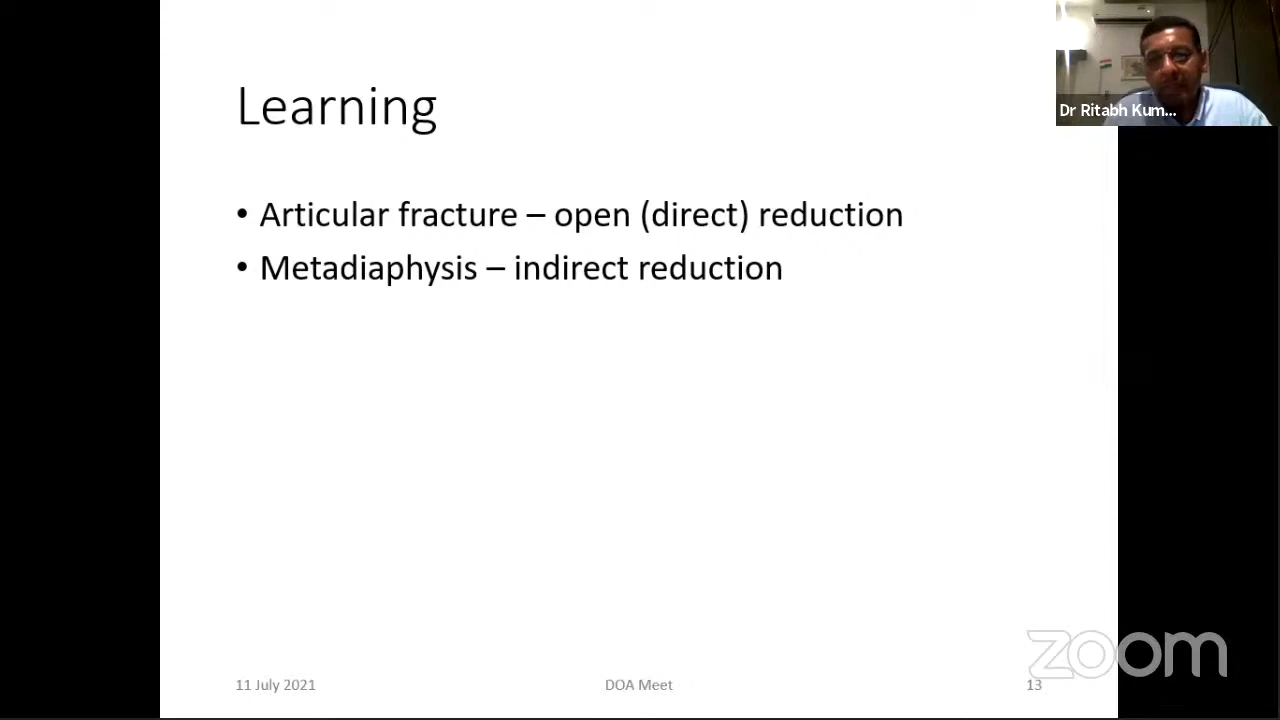 Learning
• Articular fracture – open (direct) reduction
• Metadiaphysis – indirect reduction
Dr Ritabh Kum...
11 July 2021
DOA Meet
13
zoom